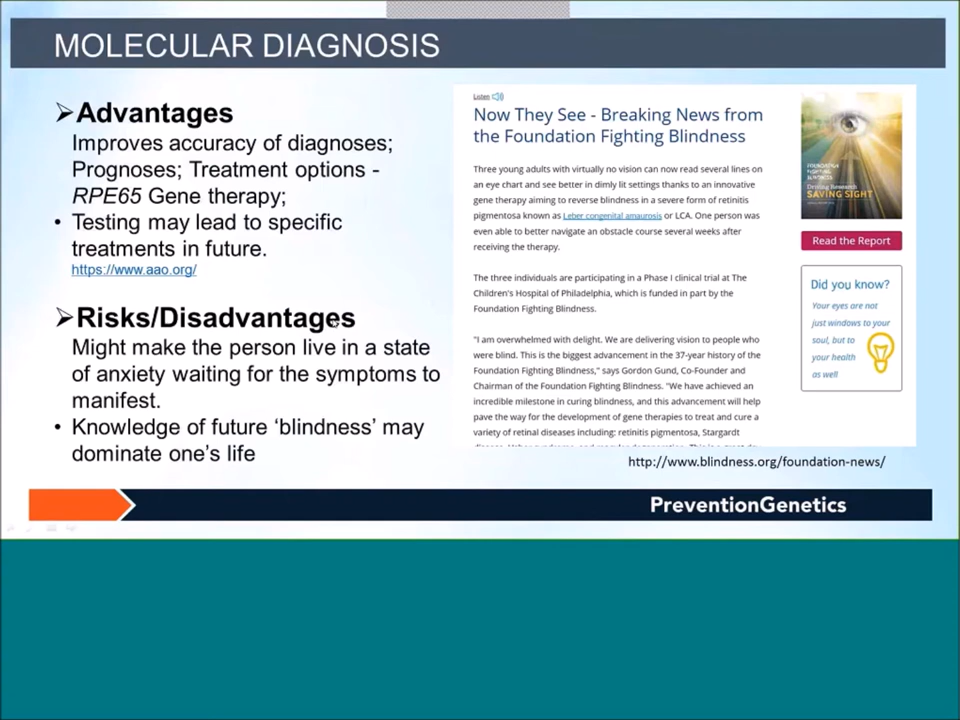 MOLECULAR DIAGNOSIS
➢Advantages
Improves accuracy of diagnoses;
Prognoses; Treatment options -
RPE65 Gene therapy;
• Testing may lead to specific
treatments in future.
https://www.aao.org/
➢Risks/Disadvantages
Might make the person live in a state
of anxiety waiting for the symptoms to
manifest.
• Knowledge of future ‘blindness’ may
dominate one’s life
Listen
Now They See - Breaking News from
the Foundation Fighting Blindness
Three young adults with virtually no vision can now read several lines on
an eye chart and see better in dimly lit settings thanks to an innovative
gene therapy aiming to reverse blindness in a severe form of retinitis
pigmentosa known as Leber congenital amaurosis or LCA. One person was
even able to better navigate an obstacle course several weeks after
receiving the therapy.
The three individuals are participating in a Phase I clinical trial at The
Children's Hospital of Philadelphia, which is funded in part by the
Foundation Fighting Blindness.
"I am overwhelmed with delight. We are delivering vision to people who
were blind. This is the biggest advancement in the 37-year history of the
Foundation Fighting Blindness," says Gordon Gund, Co-Founder and
Chairman of the Foundation Fighting Blindness. "We have achieved an
incredible milestone in curing blindness, and this advancement will help
pave the way for the development of gene therapies to treat and cure a
variety of retinal diseases including: retinitis pigmentosa, Stargardt
FOUNDATION
FIGHTING
BLINDNESS
Driving Research
SAVING SIGHT
Read the Report
Did you know?
Your eyes are not
just windows to your
soul, but to
your health
as well
http://www.blindness.org/foundation-news/
PreventionGenetics